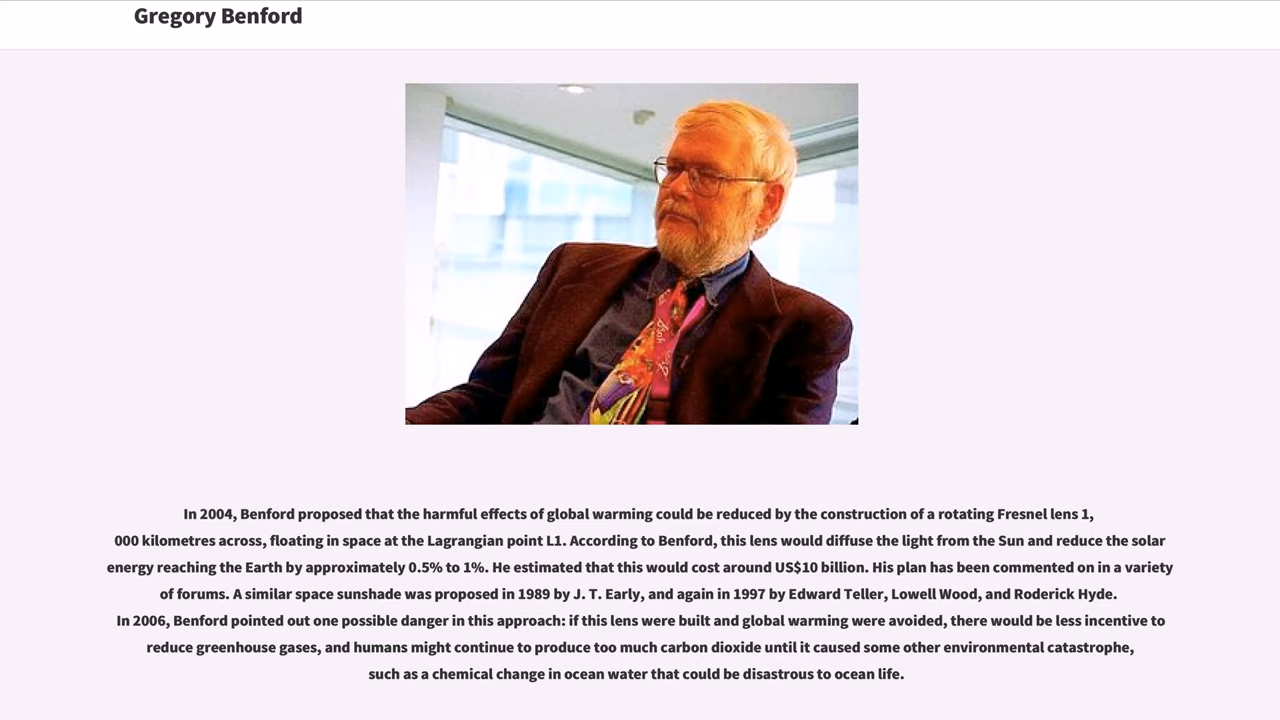 Gregory Benford
In 2004, Benford proposed that the harmful effects of global warming could be reduced by the construction of a rotating Fresnel lens 1,
000 kilometres across, floating in space at the Lagrangian point L1. According to Benford, this lens would diffuse the light from the Sun and reduce the solar
energy reaching the Earth by approximately 0.5% to 1%. He estimated that this would cost around US$10 billion. His plan has been commented on in a variety
of forums. A similar space sunshade was proposed in 1989 by J. T. Early, and again in 1997 by Edward Teller, Lowell Wood, and Roderick Hyde.
In 2006, Benford pointed out one possible danger in this approach: if this lens were built and global warming were avoided, there would be less incentive to
reduce greenhouse gases, and humans might continue to produce too much carbon dioxide until it caused some other environmental catastrophe,
such as a chemical change in ocean water that could be disastrous to ocean life.